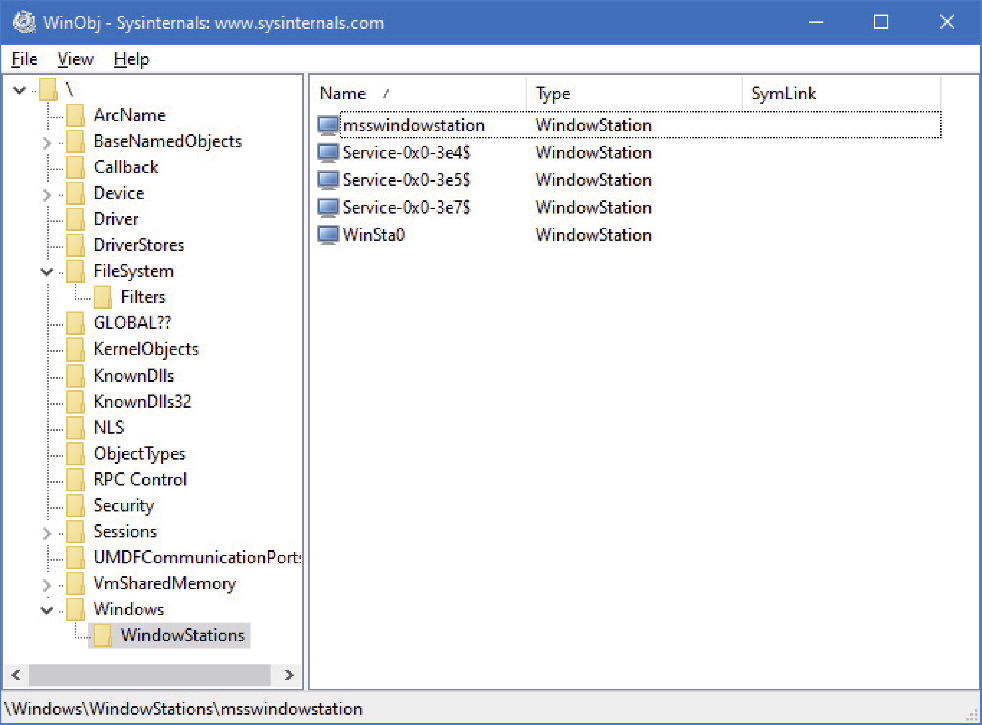 WinObj - Sysinternals: www.sysinternals.com
File View Help
\
ArcName
BaseNamedObjects
Callback
Device
Driver
DriverStores
FileSystem
Filters
GLOBAL??
KernelObjects
KnownDlls
KnownDlls32
NLS
ObjectTypes
RPC Control
Security
Sessions
UMDFCommunicationPorts
VmSharedMemory
Windows
WindowStations
Name / Type SymLink
msswindowstation WindowStation
Service-0x0-3e4$ WindowStation
Service-0x0-3e5$ WindowStation
Service-0x0-3e7$ WindowStation
WinSta0 WindowStation
\Windows\WindowStations\msswindowstation